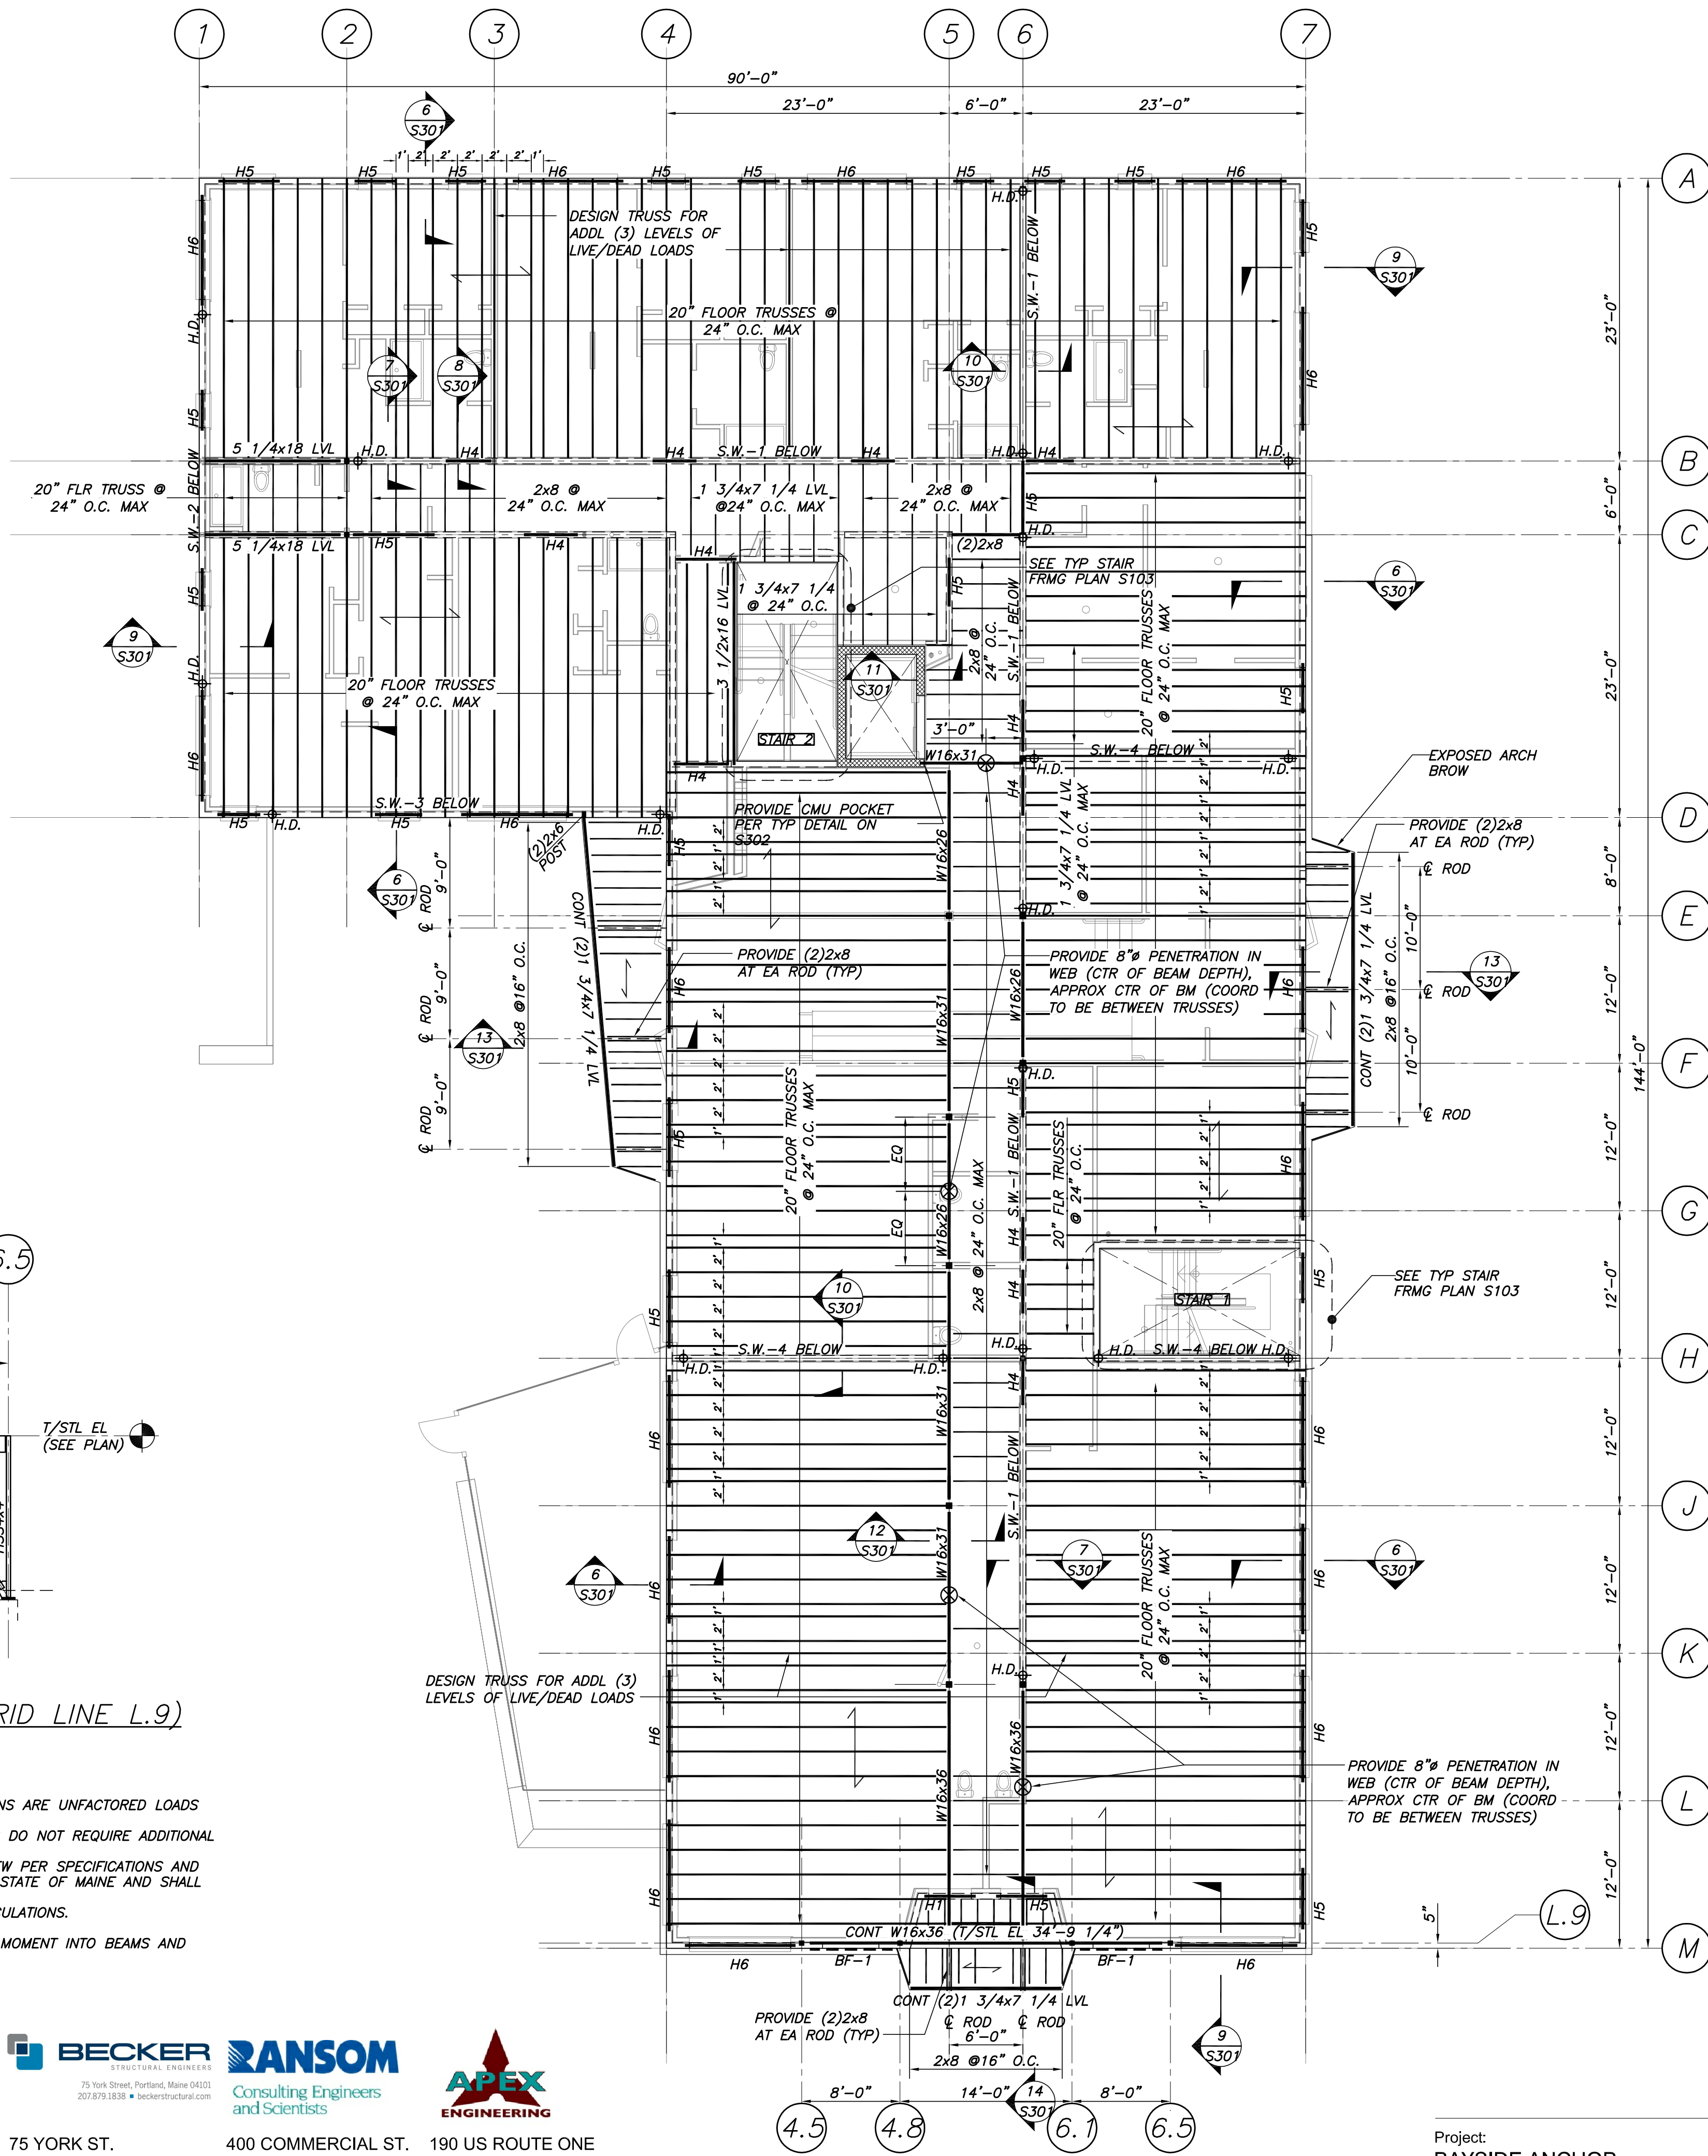 1
2
3
4
5
6
7
90'-0"
23'-0"
6'-0"
23'-0"
6
S301
1'
2'
2'
2'
2'
2'
1'
H5
H5
H5
H6
H5
H5
H6
H5
H5
H5
H6
A
H.D.
DESIGN TRUSS FOR
ADDL (3) LEVELS OF
LIVE/DEAD LOADS
S.W.-1 BELOW
H6
H5
9
S301
H.D.
20" FLOOR TRUSSES @
24" O.C. MAX
23'-0"
7
S301
8
S301
10
S301
H6
H5
5 1/4x18 LVL
H.D.
H4
H4
S.W.-1 BELOW
H4
H.D.
H4
H.D.
B
S.W.-2 BELOW
20" FLR TRUSS @
24" O.C. MAX
2x8 @
24" O.C. MAX
1 3/4x7 1/4 LVL
@24" O.C. MAX
2x8 @
24" O.C. MAX
H5
6'-0"
5 1/4x18 LVL
H5
H4
H4
(2)2x8
H.D.
C
SEE TYP STAIR
FRMG PLAN S103
H5
H5
1 3/4x7 1/4
@ 24" O.C.
3 1/2x16 LVL
2x8 @
24" O.C.
S.W.-1 BELOW
20" FLOOR TRUSSES
@ 24" O.C. MAX
6
S301
9
S301
H.D.
20" FLOOR TRUSSES
@ 24" O.C. MAX
11
S301
H5
23'-0"
STAIR 2
3'-0"
H4
W16x31
S.W.-4 BELOW
H.D.
H.D.
H6
H4
EXPOSED ARCH
BROW
S.W.-3 BELOW
H5
H.D.
H5
H6
H.D.
PROVIDE CMU POCKET
PER TYP DETAIL ON
S302
H4
1 3/4x7 1/4 LVL
@ 24" O.C. MAX
D
PROVIDE (2)2x8
AT EA ROD (TYP)
(2)2x6
POST
H5
W16x26
8'-0"
6
S301
℄ ROD
9'-0"
CONT (2)1 3/4x7 1/4 LVL
H.D.
℄ ROD
E
℄ ROD
9'-0"
2x8 @16" O.C.
PROVIDE (2)2x8
AT EA ROD (TYP)
H6
W16x31
W16x26
PROVIDE 8"ø PENETRATION IN
WEB (CTR OF BEAM DEPTH),
APPROX CTR OF BM (COORD
TO BE BETWEEN TRUSSES)
H6
CONT (2)1 3/4x7 1/4 LVL
2x8 @16" O.C.
10'-0"
10'-0"
℄ ROD
13
S301
12'-0"
13
S301
℄ ROD
9'-0"
F
144'-0"
H.D.
H5
20" FLOOR TRUSSES
@ 24" O.C. MAX
℄ ROD
℄ ROD
H5
S.W.-1 BELOW
20" FLR TRUSSES
@ 24" O.C.
H6
12'-0"
EQ
EQ
W16x26
2x8 @ 24" O.C. MAX
H4
G
6.5
10
S301
H4
H5
STAIR 1
SEE TYP STAIR
FRMG PLAN S103
12'-0"
H5
S.W.-4 BELOW
H.D.
H.D.
H.D.
H.D.
S.W.-4 BELOW
H.D.
H
H4
W16x31
T/STL EL
(SEE PLAN)
H6
S.W.-1 BELOW
H6
12'-0"
J
12
S301
W16x31
7
S301
6
S301
6
S301
H6
20" FLOOR TRUSSES
@ 24" O.C. MAX
H6
12'-0"
K
DESIGN TRUSS FOR ADDL (3)
LEVELS OF LIVE/DEAD LOADS
H.D.
RID LINE L.9)
H6
W16x36
W16x36
H6
12'-0"
PROVIDE 8"ø PENETRATION IN
WEB (CTR OF BEAM DEPTH),
APPROX CTR OF BM (COORD
TO BE BETWEEN TRUSSES)
L
NS ARE UNFACTORED LOADS
DO NOT REQUIRE ADDITIONAL
W PER SPECIFICATIONS AND
STATE OF MAINE AND SHALL
CULATIONS.
MOMENT INTO BEAMS AND
H6
H1
H5
H5
12'-0"
5"
L.9
CONT W16x36 (T/STL EL 34'-9 1/4")
M
H6
BF-1
BF-1
H6
CONT (2)1 3/4x7 1/4 LVL
PROVIDE (2)2x8
AT EA ROD (TYP)
℄ ROD
℄ ROD
6'-0"
2x8 @16" O.C.
9
S301
8'-0"
14'-0"
8'-0"
14
S301
4.5
4.8
6.1
6.5
BECKER
STRUCTURAL ENGINEERS
75 York Street, Portland, Maine 04101
207.879.1838 ▪ beckerstructural.com
RANSOM
Consulting Engineers
and Scientists
APEX
ENGINEERING
75 YORK ST.
400 COMMERCIAL ST.
190 US ROUTE ONE
Project:
BAYSIDE ANCHOR